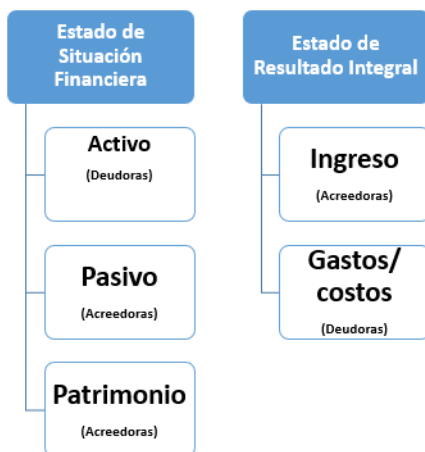 Estado de
Situación
Financiera
Activo
(Deudoras)
Pasivo
(Acreedoras)
Patrimonio
(Acreedoras)
Estado de
Resultado Integral
Ingreso
(Acreedoras)
Gastos/
costos
(Deudoras)